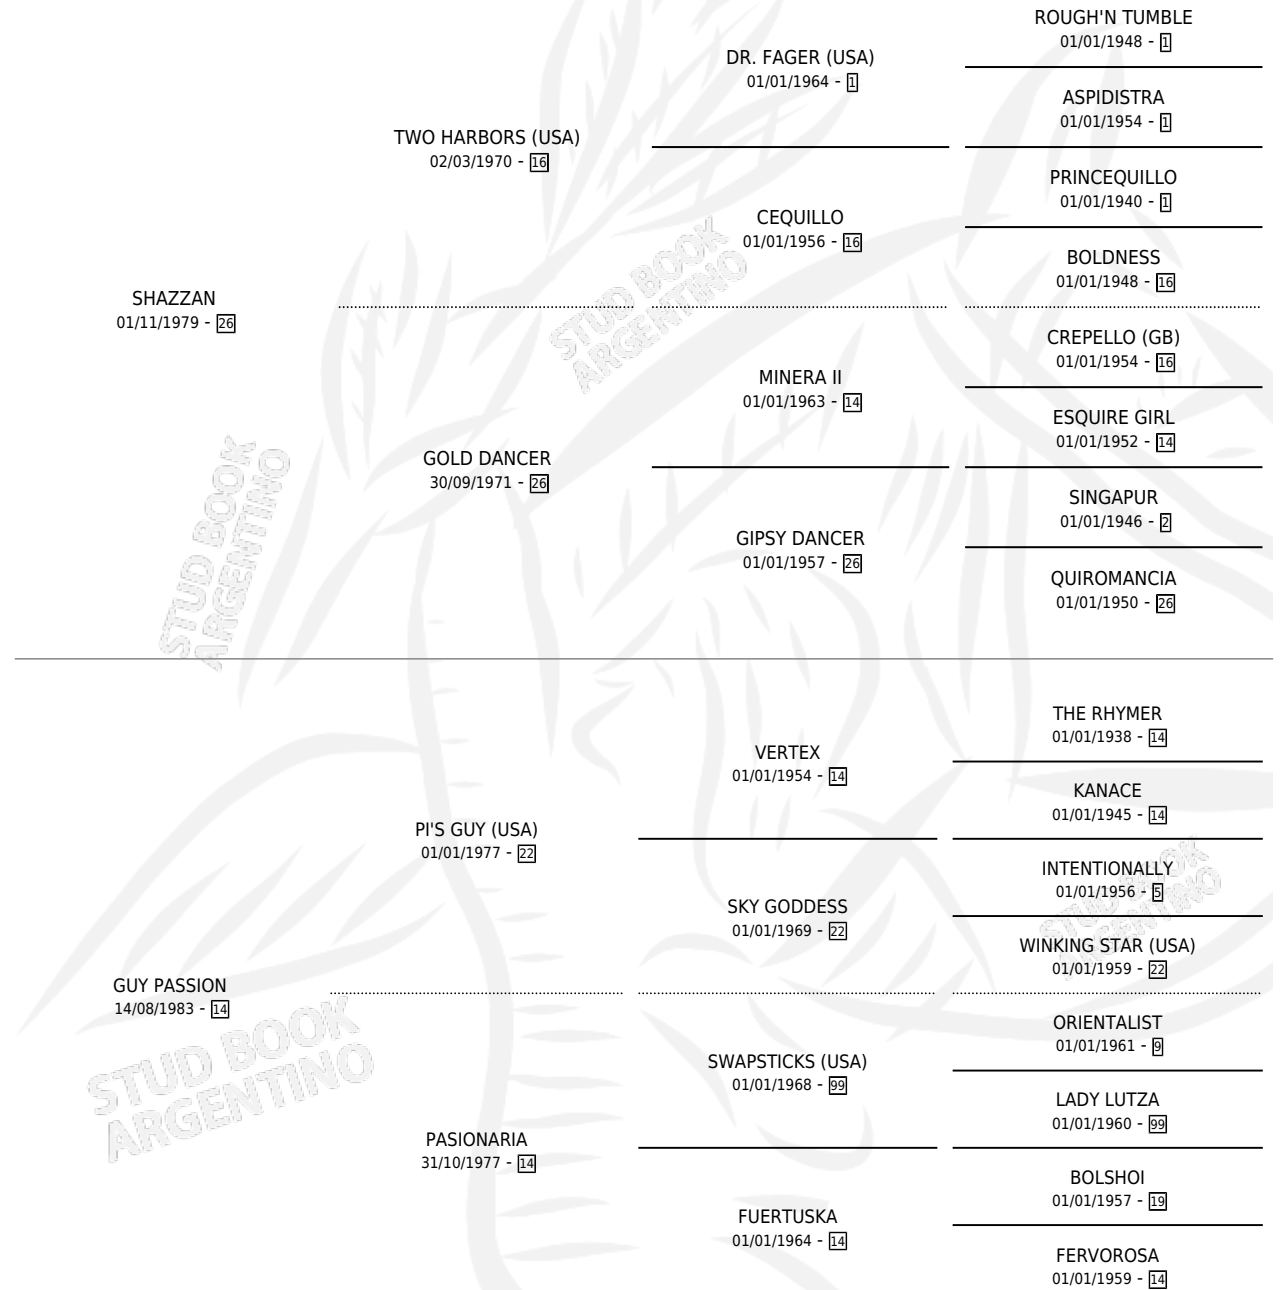 ROUGH'N TUMBLE
01/01/1948 - 1
DR. FAGER (USA)
01/01/1964 - 1
ASPIDISTRA
01/01/1954 - 1
TWO HARBORS (USA)
02/03/1970 - 16
PRINCEQUILLO
01/01/1940 - 1
CEQUILLO
01/01/1956 - 16
BOLDNESS
01/01/1948 - 16
SHAZZAN
01/11/1979 - 26
STUD BOOK
ARGENTINO
CREPELLO (GB)
01/01/1954 - 16
MINERA II
01/01/1963 - 14
ESQUIRE GIRL
01/01/1952 - 14
GOLD DANCER
30/09/1971 - 26
SINGAPUR
01/01/1946 - 2
GIPSY DANCER
01/01/1957 - 26
QUIROMANCIA
01/01/1950 - 26
STUD BOOK
ARGENTINO
THE RHYMER
01/01/1938 - 14
VERTEX
01/01/1954 - 14
KANACE
01/01/1945 - 14
PI'S GUY (USA)
01/01/1977 - 22
INTENTIONALLY
01/01/1956 - 5
SKY GODDESS
01/01/1969 - 22
WINKING STAR (USA)
01/01/1959 - 22
STUD BOOK
ARGENTINO
GUY PASSION
14/08/1983 - 14
STUD BOOK
ARGENTINO
ORIENTALIST
01/01/1961 - 9
SWAPSTICKS (USA)
01/01/1968 - 99
LADY LUTZA
01/01/1960 - 99
PASIONARIA
31/10/1977 - 14
BOLSHOI
01/01/1957 - 19
FUERTUSKA
01/01/1964 - 14
FERVOROSA
01/01/1959 - 14